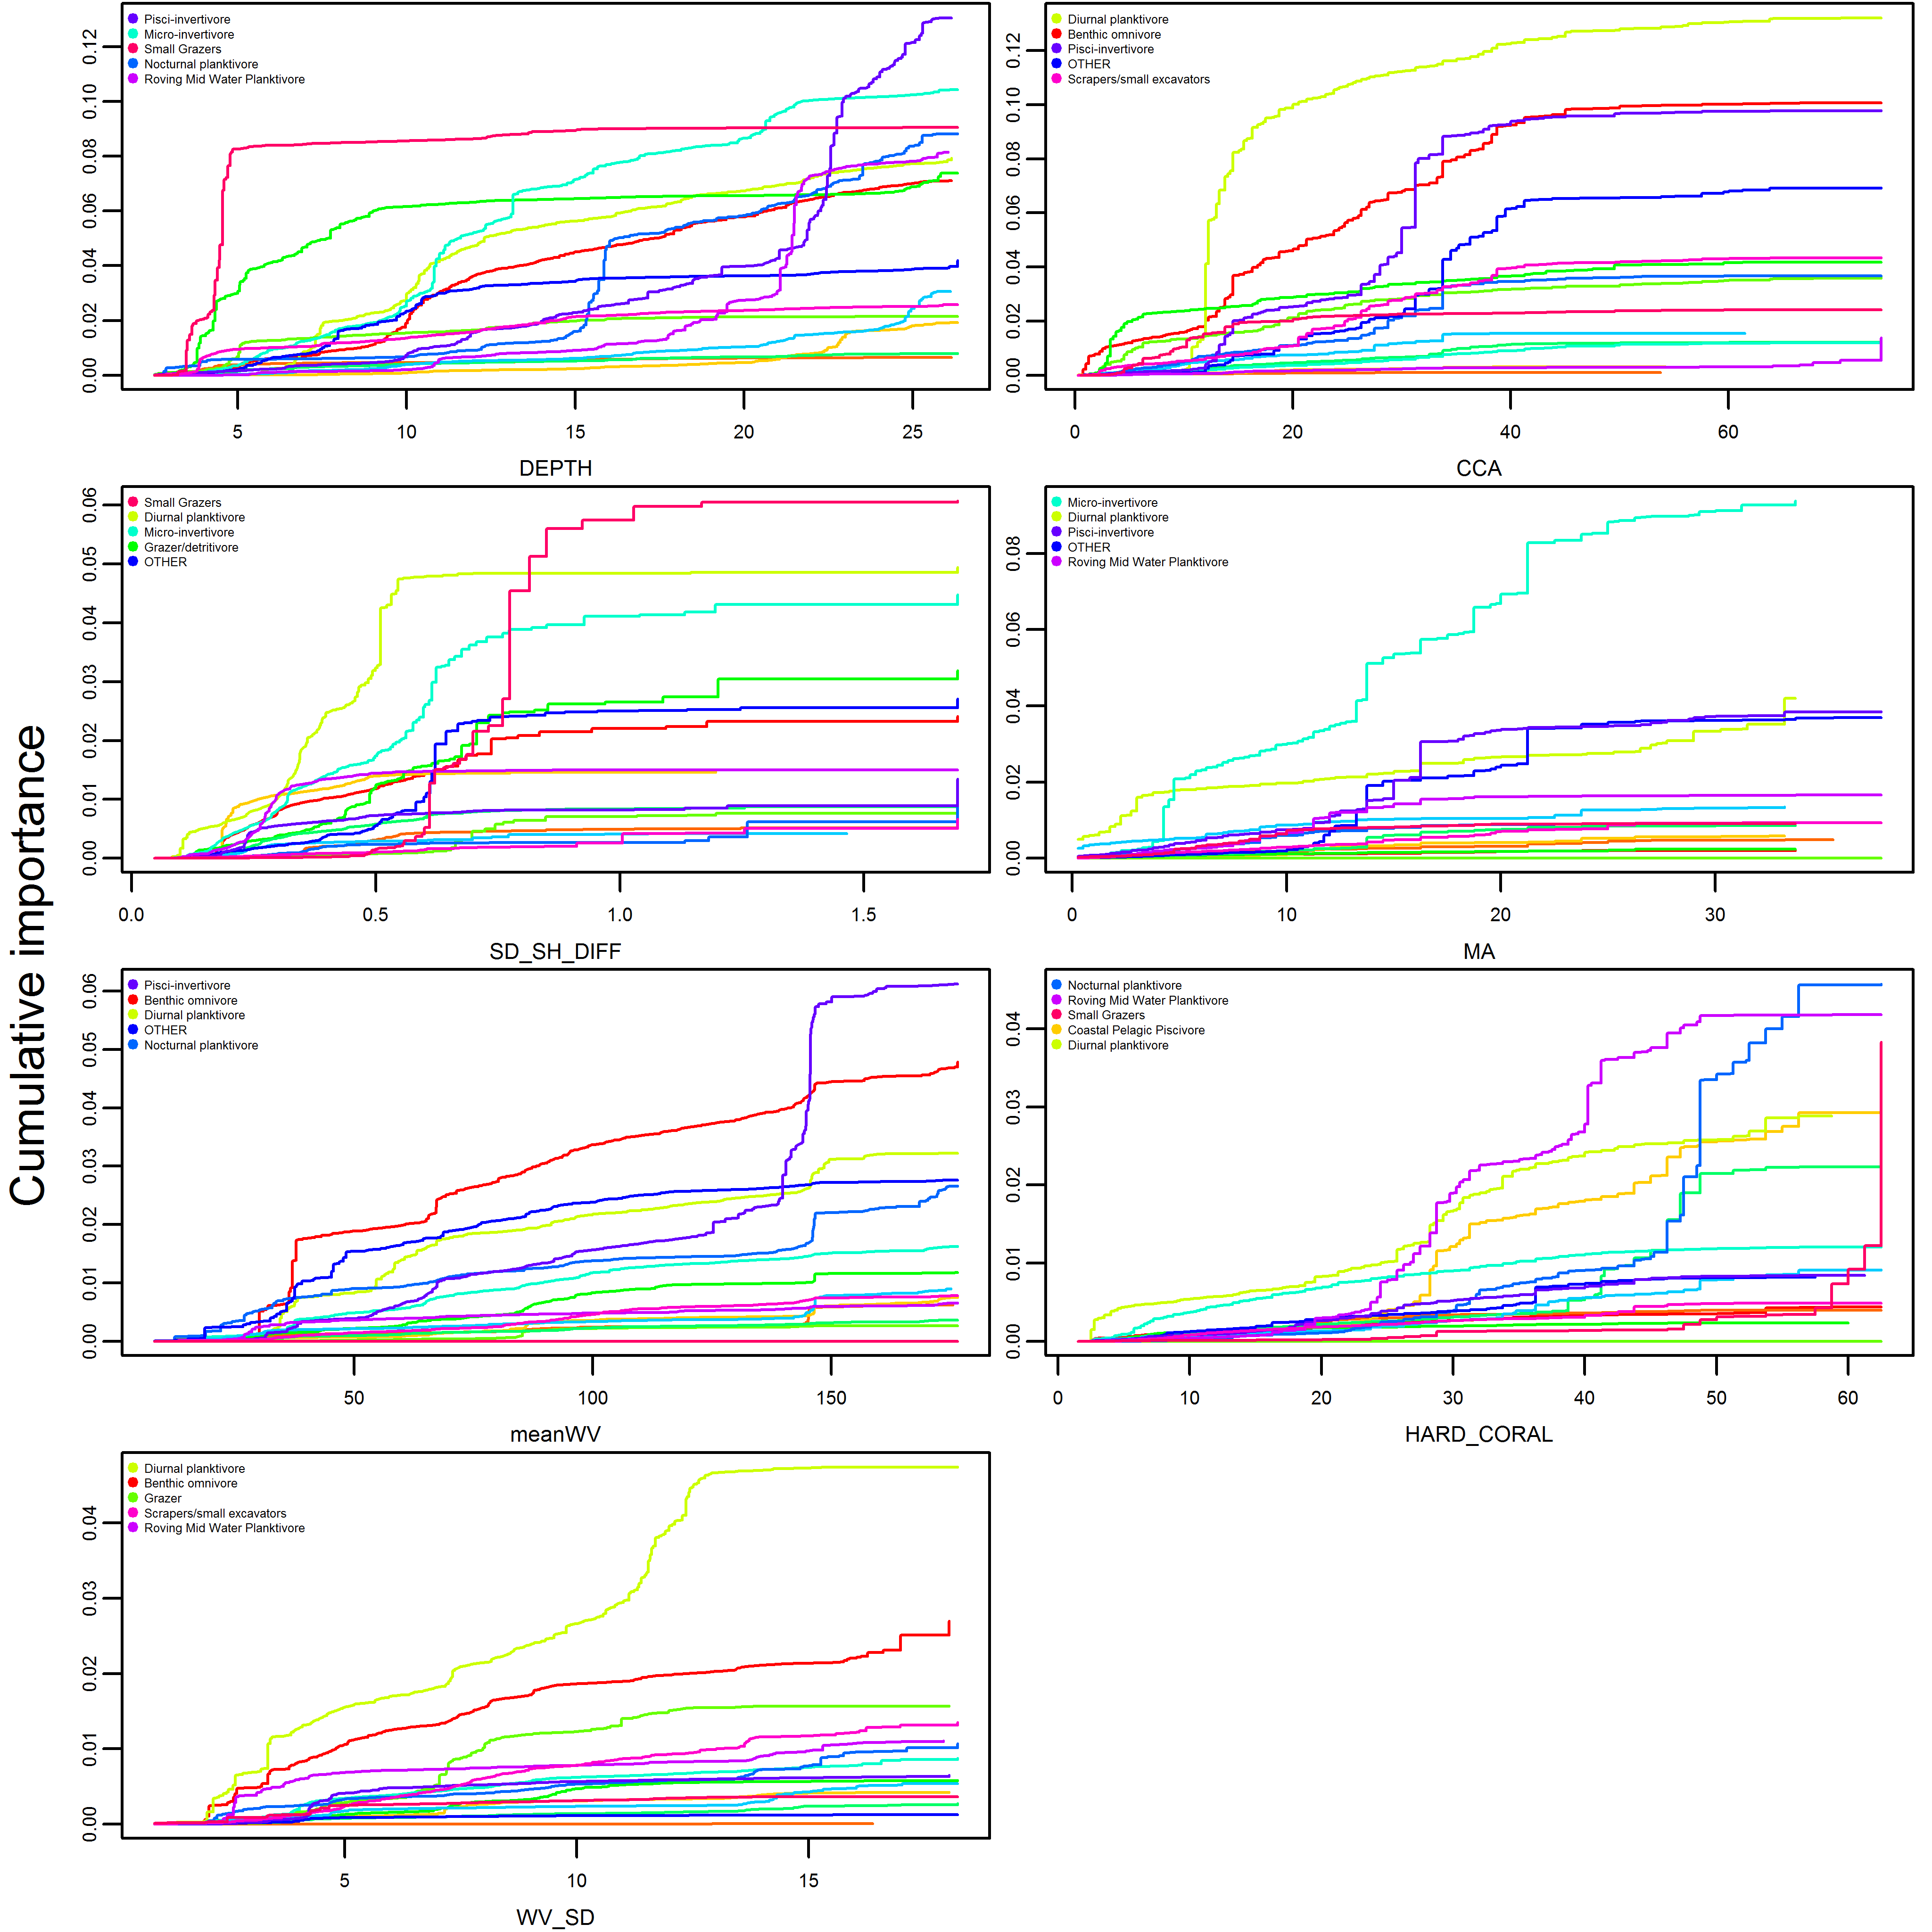 Cumulative importance
Pisci-invertivore
Micro-invertivore
Small Grazers
Nocturnal planktivore
Roving Mid Water Planktivore
0.00 0.02 0.04 0.06 0.08 0.10 0.12
5 10 15 20 25
DEPTH
Diurnal planktivore
Benthic omnivore
Pisci-invertivore
OTHER
Scrapers/small excavators
0.00 0.02 0.04 0.06 0.08 0.10 0.12
0 20 40 60
CCA
Small Grazers
Diurnal planktivore
Micro-invertivore
Grazer/detritivore
OTHER
0.00 0.01 0.02 0.03 0.04 0.05 0.06
0.0 0.5 1.0 1.5
SD_SH_DIFF
Micro-invertivore
Diurnal planktivore
Pisci-invertivore
OTHER
Roving Mid Water Planktivore
0.00 0.02 0.04 0.06 0.08
0 10 20 30
MA
Pisci-invertivore
Benthic omnivore
Diurnal planktivore
OTHER
Nocturnal planktivore
0.00 0.01 0.02 0.03 0.04 0.05 0.06
50 100 150
meanWV
Nocturnal planktivore
Roving Mid Water Planktivore
Small Grazers
Coastal Pelagic Piscivore
Diurnal planktivore
0.00 0.01 0.02 0.03 0.04
0 10 20 30 40 50 60
HARD_CORAL
Diurnal planktivore
Benthic omnivore
Grazer
Scrapers/small excavators
Roving Mid Water Planktivore
0.00 0.01 0.02 0.03 0.04
5 10 15
WV_SD